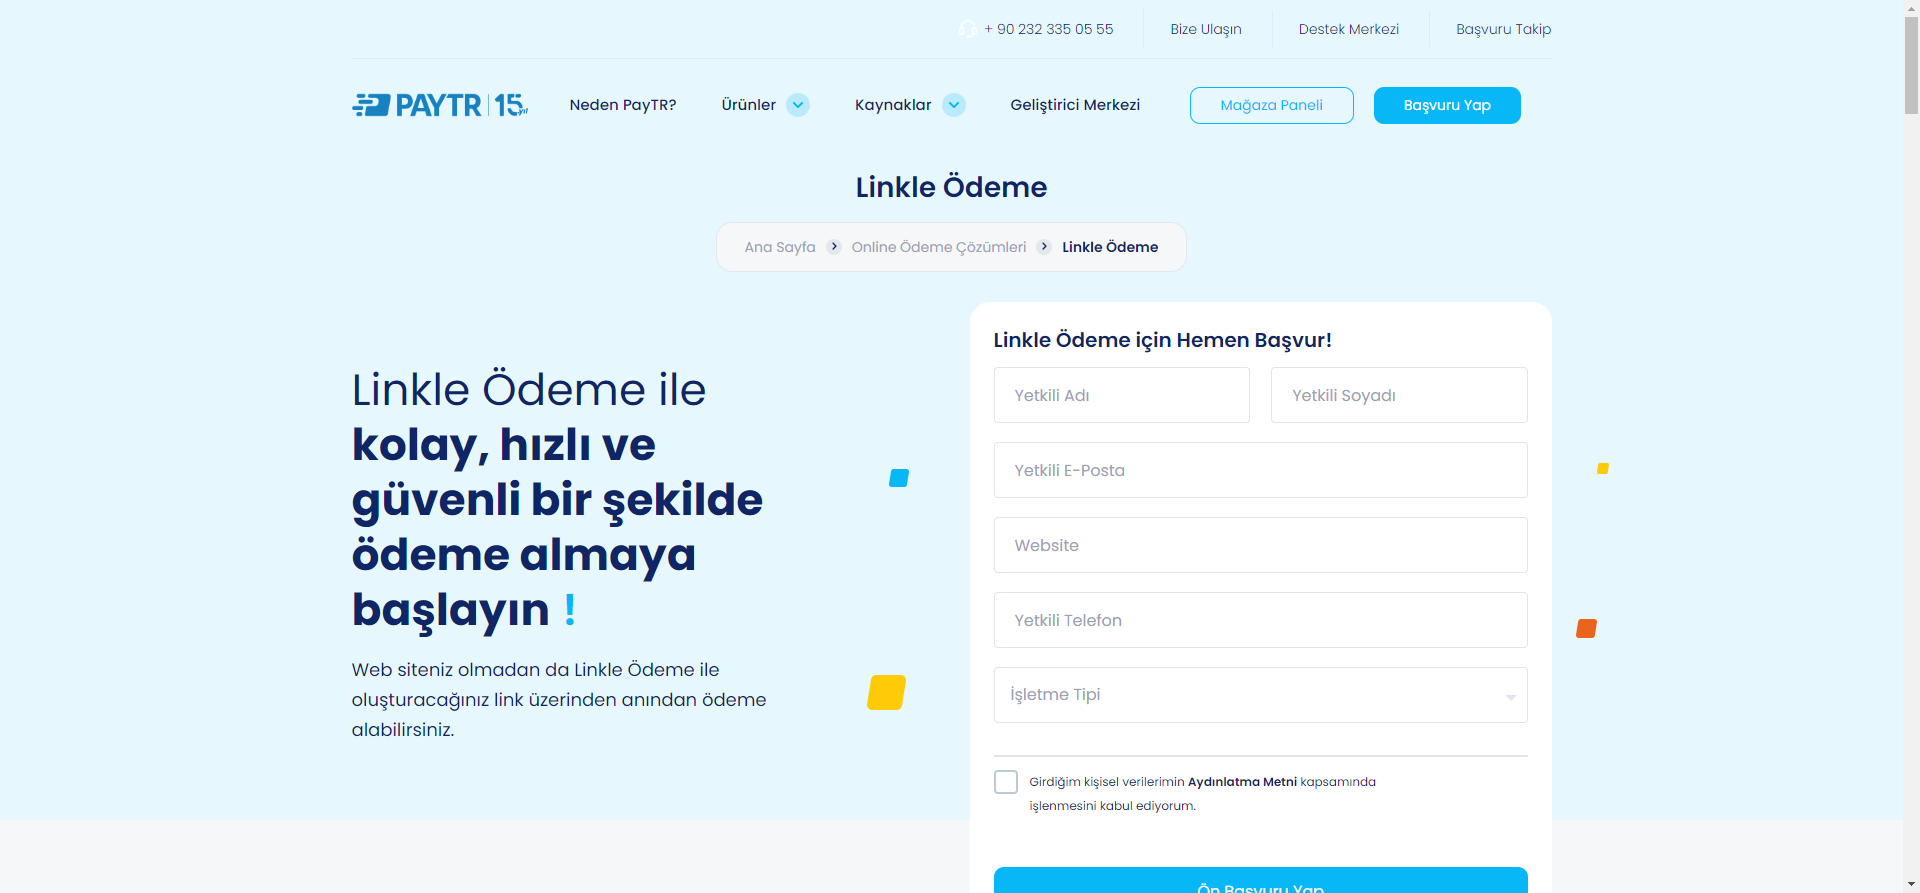 + 90 232 335 05 55
Bize Ulaşın
Destek Merkezi
Başvuru Takip
PAYTR 15. yıl
Neden PayTR?
Ürünler
Kaynaklar
Geliştirici Merkezi
Mağaza Paneli
Başvuru Yap
Linkle Ödeme
Ana Sayfa
Online Ödeme Çözümleri
Linkle Ödeme
Linkle Ödeme ile
kolay, hızlı ve
güvenli bir şekilde
ödeme almaya
başlayın !
Web siteniz olmadan da Linkle Ödeme ile
oluşturacağınız link üzerinden anından ödeme
alabilirsiniz.
Linkle Ödeme için Hemen Başvur!
Yetkili Adı
Yetkili Soyadı
Yetkili E-Posta
Website
Yetkili Telefon
İşletme Tipi
Girdiğim kişisel verilerimin Aydınlatma Metni kapsamında
işlenmesini kabul ediyorum.
Ön Başvuru Yap